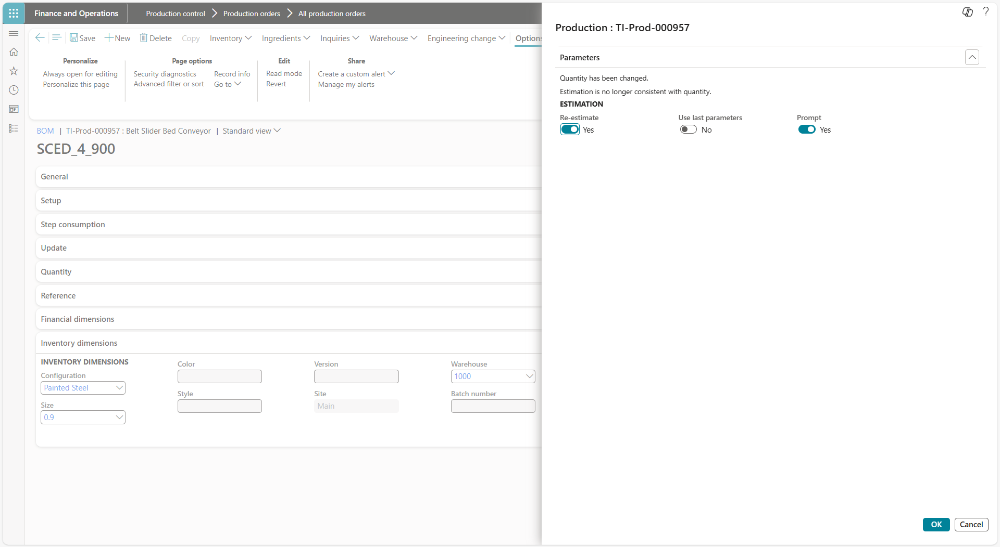 Finance and Operations
Production control
Production orders
All production orders
Save
New
Delete
Copy
Inventory
Ingredients
Inquiries
Warehouse
Engineering change
Options
Personalize
Always open for editing
Personalize this page
Page options
Security diagnostics
Advanced filter or sort
Record info
Go to
Edit
Read mode
Revert
Share
Create a custom alert
Manage my alerts
BOM | TI-Prod-000957 : Belt Slider Bed Conveyor | Standard view
SCED_4_900
General
Setup
Step consumption
Update
Quantity
Reference
Financial dimensions
Inventory dimensions
INVENTORY DIMENSIONS
Configuration
Painted Steel
Size
0.9
Color
Style
Version
Site
Main
Warehouse
1000
Batch number
Production : TI-Prod-000957
Parameters
Quantity has been changed.
Estimation is no longer consistent with quantity.
ESTIMATION
Re-estimate
Yes
Use last parameters
No
Prompt
Yes
OK
Cancel